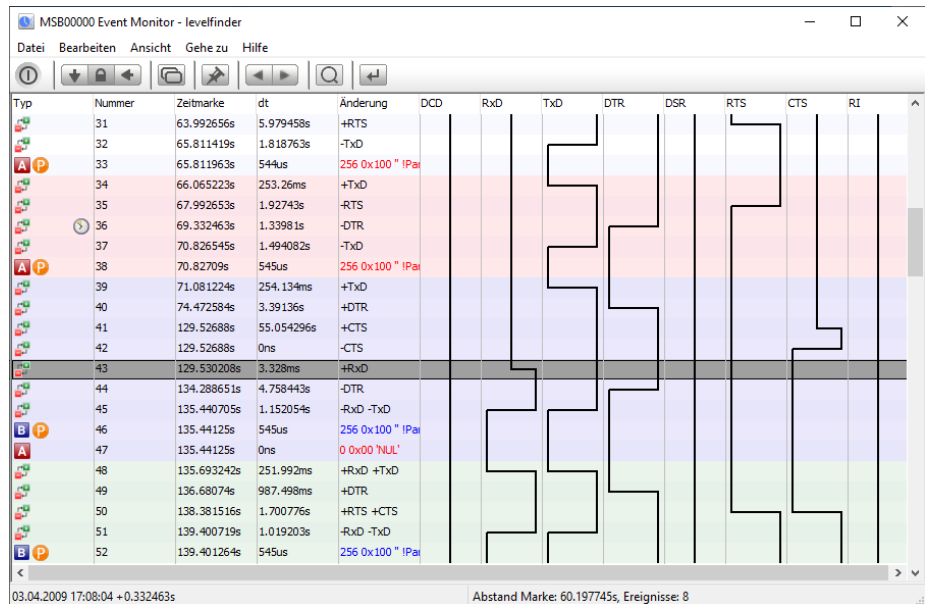 MSB00000 Event Monitor - levelfinder
Datei Bearbeiten Ansicht Gehe zu Hilfe
Typ Nummer Zeitmarke dt Änderung DCD RxD TxD DTR DSR RTS CTS RI
31 63.992656s 5.979458s +RTS
32 65.811419s 1.818763s -TxD
A P 33 65.811963s 544us 256 0x100 '' !Par
34 66.065223s 253.26ms +TxD
35 67.992653s 1.92743s -RTS
36 69.332463s 1.33981s -DTR
37 70.826545s 1.494082s -TxD
A P 38 70.82709s 545us 256 0x100 '' !Par
39 71.081224s 254.134ms +TxD
40 74.472584s 3.39136s +DTR
41 129.52688s 55.054296s +CTS
42 129.52688s 0ns -CTS
43 129.530208s 3.328ms +RxD
44 134.288651s 4.758443s -DTR
45 135.440705s 1.152054s -RxD -TxD
B P 46 135.44125s 545us 256 0x100 '' !Par
A 47 135.44125s 0ns 0 0x00 'NUL'
48 135.693242s 251.992ms +RxD +TxD
49 136.68074s 987.498ms +DTR
50 138.381516s 1.700776s +RTS +CTS
51 139.400719s 1.019203s -RxD -TxD
B P 52 139.401264s 545us 256 0x100 '' !Par
03.04.2009 17:08:04 +0.332463s Abstand Marke: 60.197745s, Ereignisse: 8